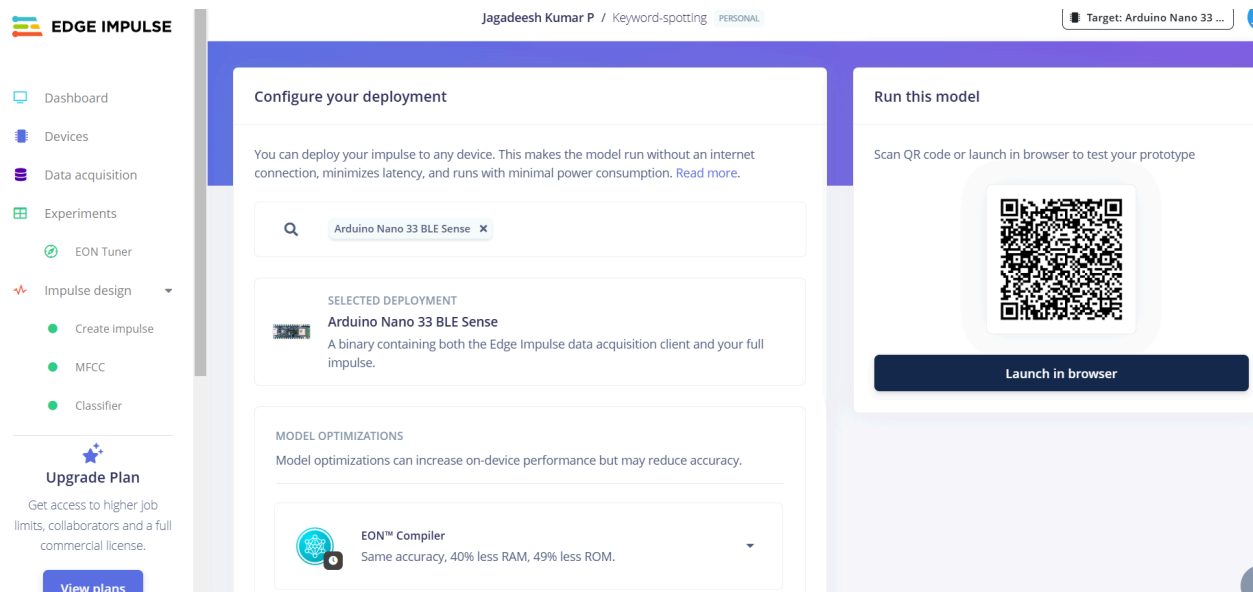 EDGE IMPULSE
Dashboard
Devices
Data acquisition
Experiments
EON Tuner
Impulse design
Create impulse
MFCC
Classifier
Upgrade Plan
Get access to higher job
limits, collaborators and a full
commercial license.
View plans
Jagadeesh Kumar P / Keyword-spotting PERSONAL
Target: Arduino Nano 33 ...
Configure your deployment
You can deploy your impulse to any device. This makes the model run without an internet
connection, minimizes latency, and runs with minimal power consumption. Read more.
Arduino Nano 33 BLE Sense ×
SELECTED DEPLOYMENT
Arduino Nano 33 BLE Sense
A binary containing both the Edge Impulse data acquisition client and your full
impulse.
MODEL OPTIMIZATIONS
Model optimizations can increase on-device performance but may reduce accuracy.
EON™ Compiler
Same accuracy, 40% less RAM, 49% less ROM.
Run this model
Scan QR code or launch in browser to test your prototype
Launch in browser